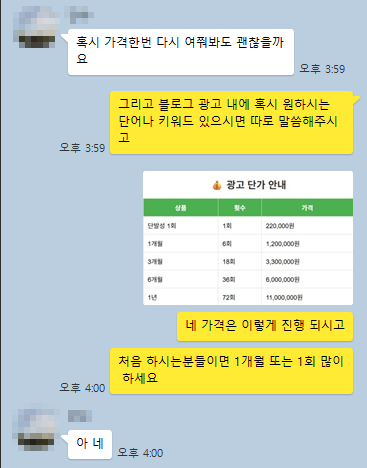 혹시 가격한번 다시 여쭤봐도 괜찮을까
요
오후 3:59
그리고 블로그 광고 내에 혹시 원하시는
단어나 키워드 있으시면 따로 말씀해주시
고
오후 3:59
💰 광고 단가 안내
상품 횟수 가격
단발성 1회 1회 220,000원
1개월 6회 1,200,000원
3개월 18회 3,300,000원
6개월 36회 6,000,000원
1년 72회 11,000,000원
네 가격은 이렇게 진행 되시고
처음 하시는분들이면 1개월 또는 1회 많이
하세요
오후 4:00
아 네
오후 4:00